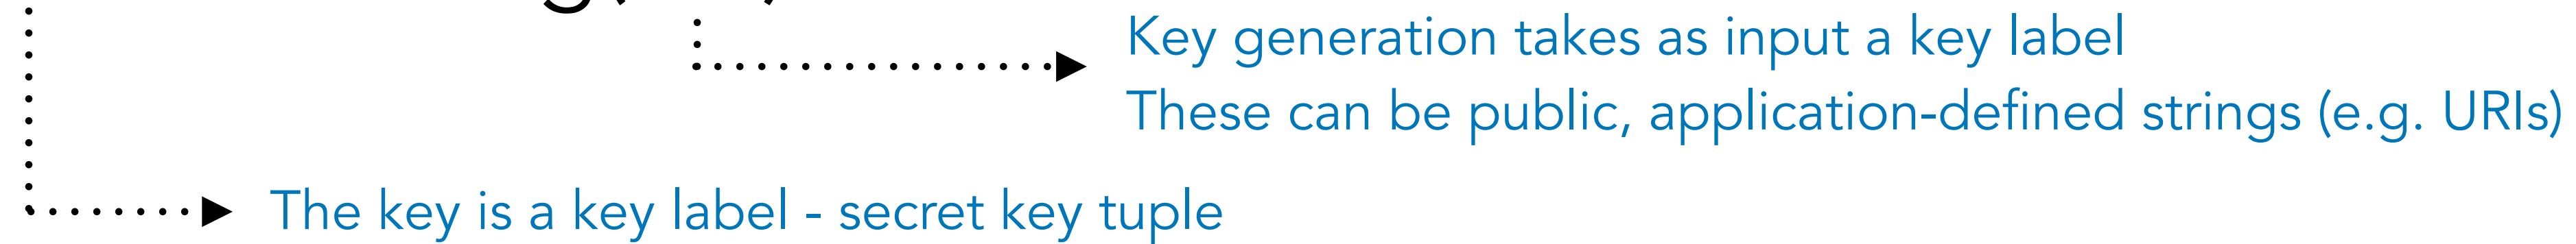 Key generation takes as input a key label
These can be public, application-defined strings (e.g. URIs)
The key is a key label - secret key tuple